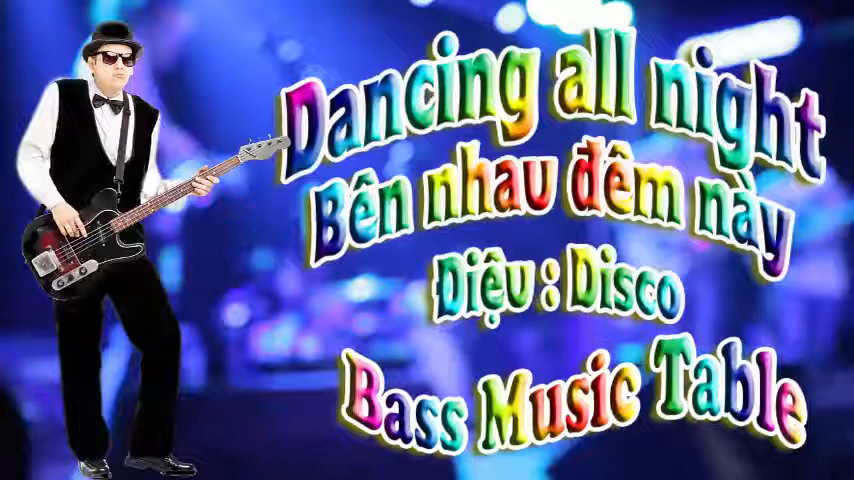 Dancing all night
Bên nhau đêm này
Điệu : Disco
Bass Music Table